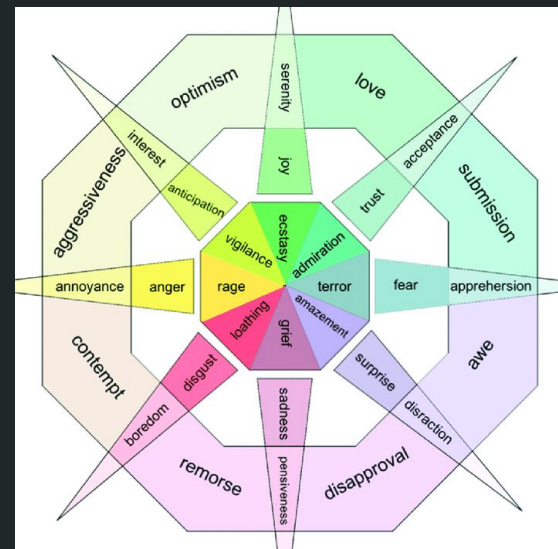 optimism
serenity
love
interest
acceptance
aggressiveness
anticipation
joy
trust
submission
vigilance
ecstasy
admiration
annoyance
anger
rage
terror
fear
apprehersion
loathing
grief
amazement
contempt
disgust
sadness
surprise
awe
boredom
pensiveness
disraction
remorse
disapproval